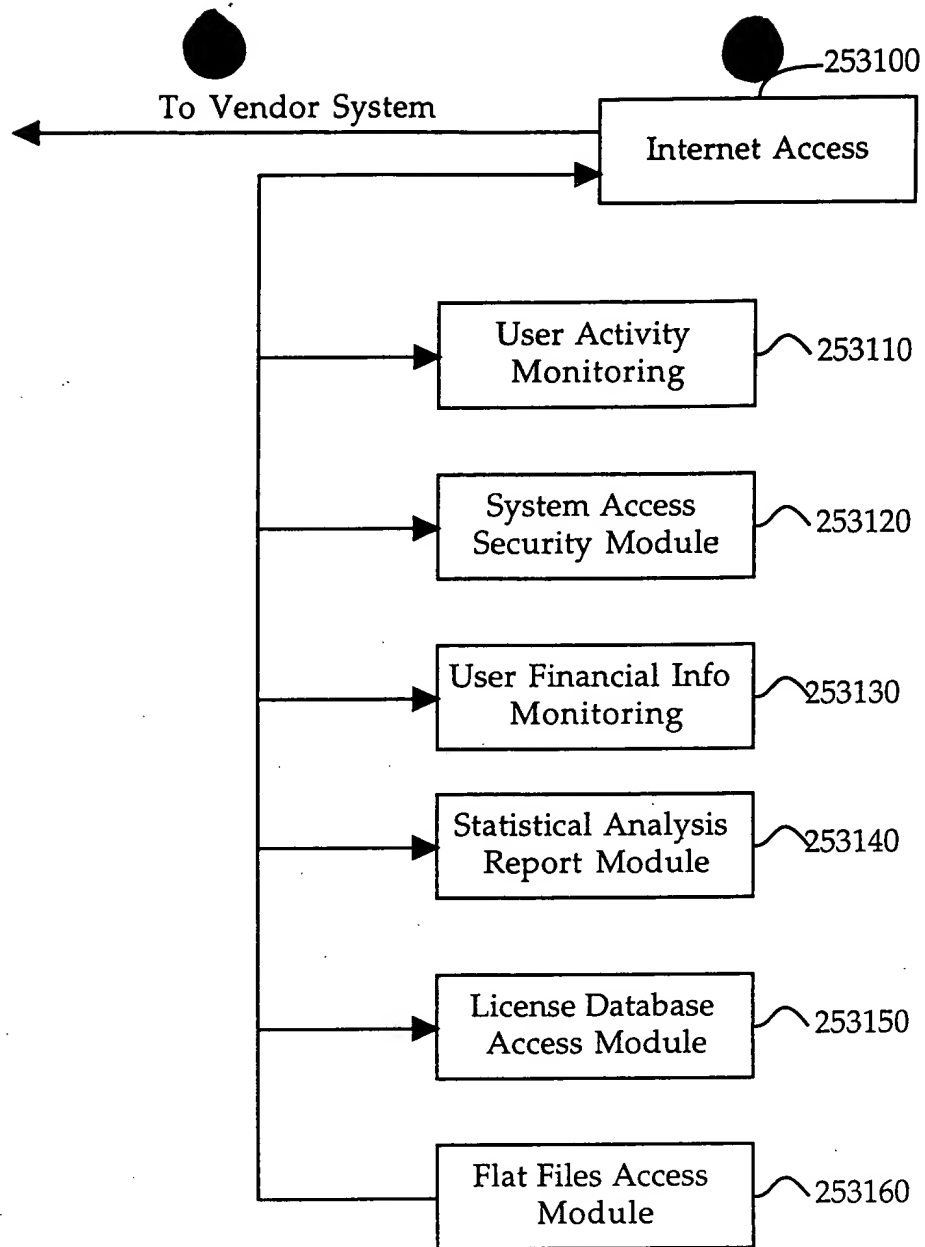 253100
To Vendor System
Internet Access
User Activity
Monitoring
253110
System Access
Security Module
253120
User Financial Info
Monitoring
253130
Statistical Analysis
Report Module
253140
License Database
Access Module
253150
Flat Files Access
Module
253160